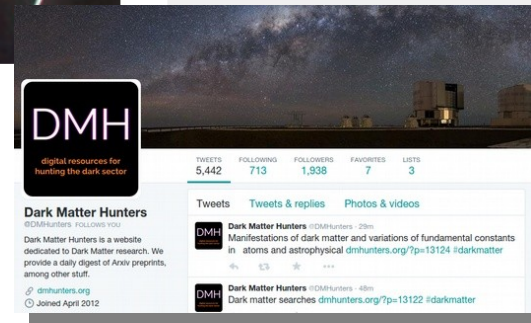 DMH
digital resources for
hunting the dark sector
TWEETS FOLLOWING FOLLOWERS FAVORITES LISTS
5,442 713 1,938 7 3
Dark Matter Hunters
@DMHunters FOLLOWS YOU
Dark Matter Hunters is a website
dedicated to Dark Matter research. We
provide a daily digest of Arxiv preprints,
among other stuff.
dmhunters.org
Joined April 2012
Tweets Tweets & replies Photos & videos
DMH
Dark Matter Hunters @DMHunters · 29m
Manifestations of dark matter and variations of fundamental constants
in atoms and astrophysical dmhunters.org/?p=13124 #darkmatter
DMH
Dark Matter Hunters @DMHunters · 48m
Dark matter searches dmhunters.org/?p=13122 #darkmatter